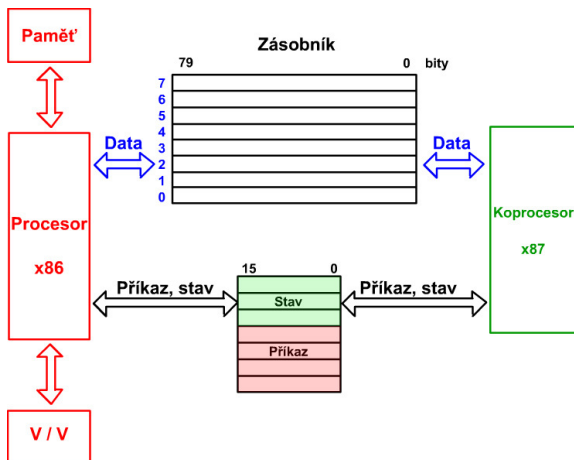 Paměť
Zásobník
79
0
bity
7
6
5
4
3
2
1
0
Data
Data
Procesor
x86
Koprocesor
x87
15
0
Příkaz, stav
Příkaz, stav
Stav
Příkaz
V / V